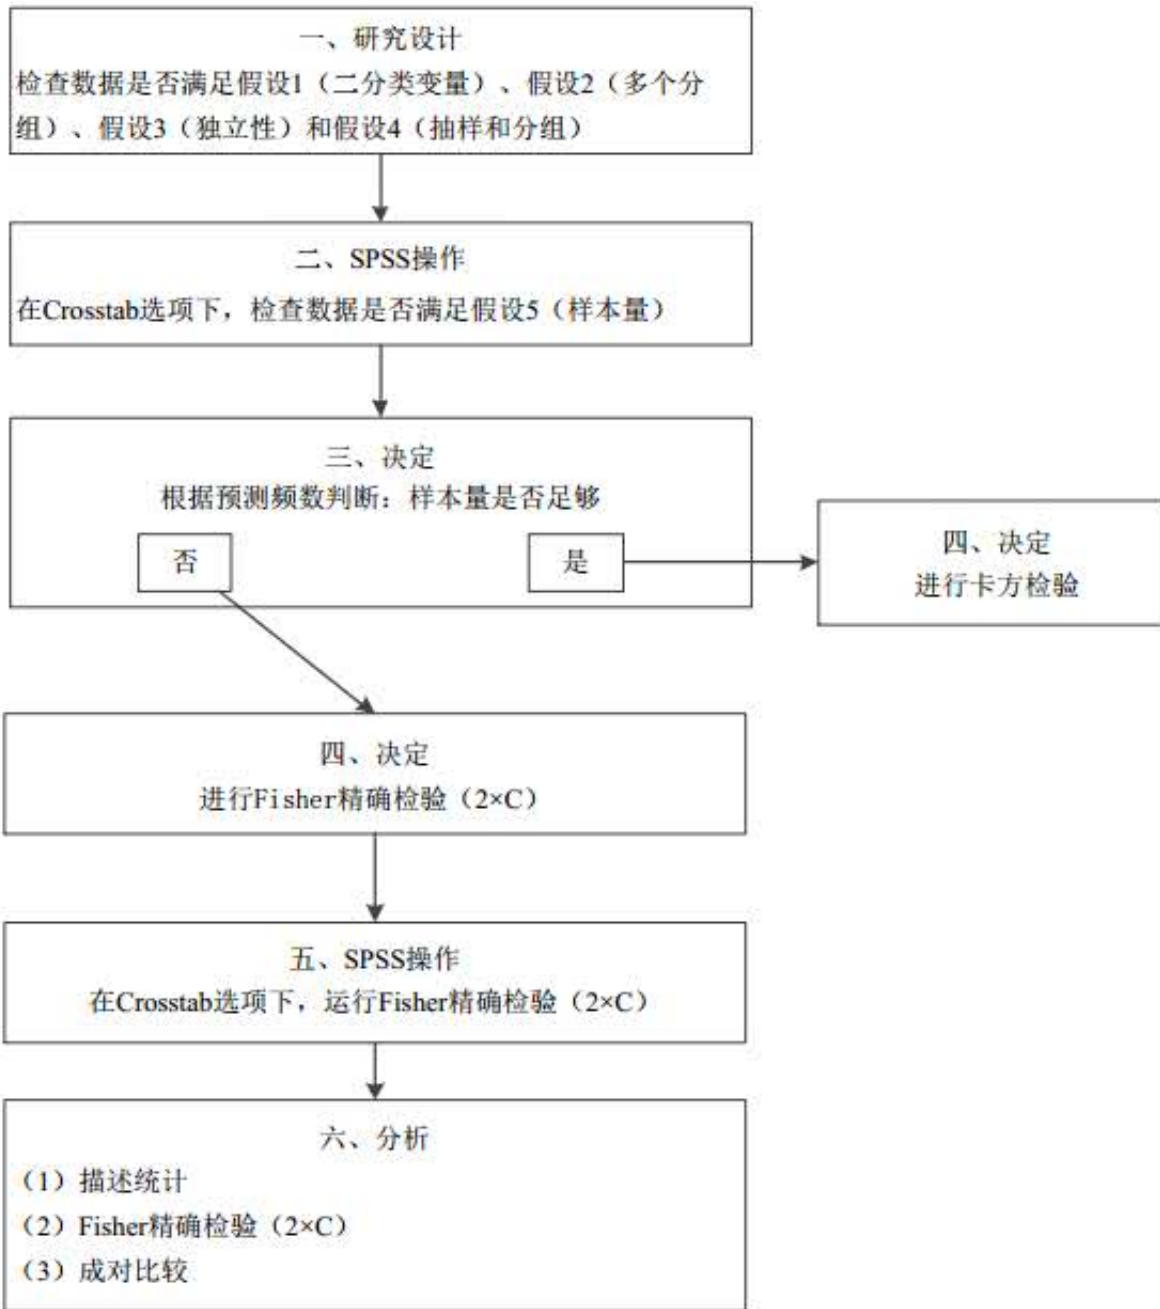 一、研究设计
检查数据是否满足假设1（二分类变量）、假设2（多个分
组）、假设3（独立性）和假设4（抽样和分组）
二、SPSS操作
在Crosstab选项下，检查数据是否满足假设5（样本量）
三、决定
根据预测频数判断：样本量是否足够
否
是
四、决定
进行卡方检验
四、决定
进行Fisher精确检验（2×C）
五、SPSS操作
在Crosstab选项下，运行Fisher精确检验（2×C）
六、分析
（1）描述统计
（2）Fisher精确检验（2×C）
（3）成对比较